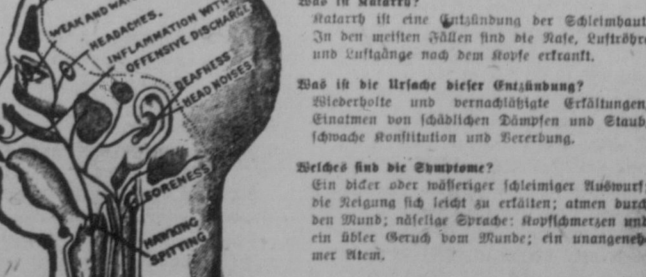 WEAK AND
HEADACHES.
INFLAMMATION WITH
OFFENSIVE DISCHARGE
DEAFNESS
HEAD NOISES
SORENESS
HAWKING
SPITTING
Was ist Katarrh?
Katarrh ist eine Entzündung der Schleimhaut
In den meisten Fällen sind die Nase, Luftröhre
und Luftgänge nach dem Kopfe erkrankt.
Was ist die Ursache dieser Entzündung?
Wiederholte und vernachläßigte Erkältungen
Einatmen von schädlichen Dämpfen und Staub
schwache Konstitution und Vererbung.
Welches sind die Symptome?
Ein dicker oder wässeriger schleimiger Auswurf;
die Neigung sich leicht zu erkälten; atmen durch
den Mund; näselige Sprache; Kopfschmerzen und
ein übler Geruch vom Munde; ein unangeneh
mer Atem.